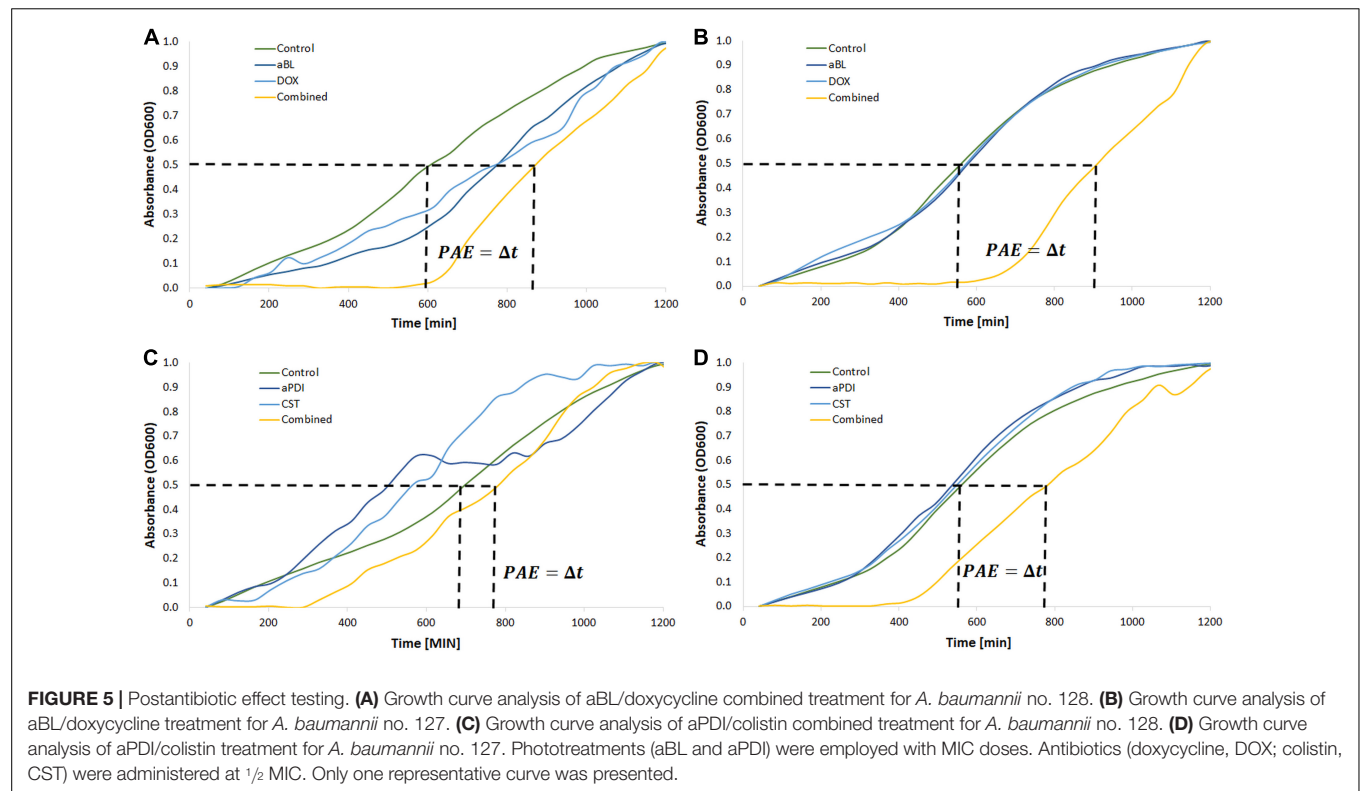 A
1.0
0.9
0.8
0.7
0.6
0.5
0.4
0.3
0.2
0.1
0.0
Absorbance (OD600)
Control
aBL
DOX
Combined
PAE = Δt
0 200 400 600 800 1000 1200
Time [min]
B
1.0
0.9
0.8
0.7
0.6
0.5
0.4
0.3
0.2
0.1
0.0
Absorbance (OD600)
Control
aBL
DOX
Combined
PAE = Δt
0 200 400 600 800 1000 1200
Time [min]
C
1.0
0.9
0.8
0.7
0.6
0.5
0.4
0.3
0.2
0.1
0.0
Absorbance (OD600)
Control
aPDI
CST
Combined
PAE = Δt
0 200 400 600 800 1000 1200
Time [MIN]
D
1.0
0.9
0.8
0.7
0.6
0.5
0.4
0.3
0.2
0.1
0.0
Absorbance (OD600)
Control
aPDI
CST
Combined
PAE = Δt
0 200 400 600 800 1000 1200
Time [min]
FIGURE 5 | Postantibiotic effect testing. (A) Growth curve analysis of aBL/doxycycline combined treatment for A. baumannii no. 128. (B) Growth curve analysis of
aBL/doxycycline treatment for A. baumannii no. 127. (C) Growth curve analysis of aPDI/colistin combined treatment for A. baumannii no. 128. (D) Growth curve
analysis of aPDI/colistin treatment for A. baumannii no. 127. Phototreatments (aBL and aPDI) were employed with MIC doses. Antibiotics (doxycycline, DOX; colistin,
CST) were administered at 1/2 MIC. Only one representative curve was presented.